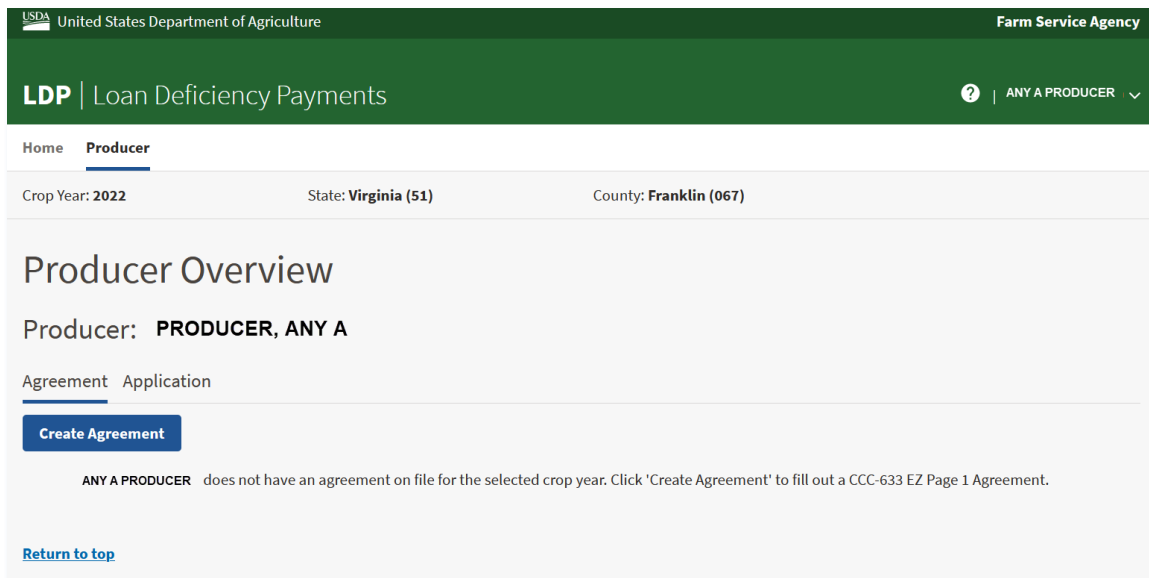 USDA United States Department of Agriculture Farm Service Agency
LDP | Loan Deficiency Payments ? | ANY A PRODUCER
Home Producer
Crop Year: 2022 State: Virginia (51) County: Franklin (067)
Producer Overview
Producer: PRODUCER, ANY A
Agreement Application
Create Agreement
ANY A PRODUCER does not have an agreement on file for the selected crop year. Click 'Create Agreement' to fill out a CCC-633 EZ Page 1 Agreement.
Return to top